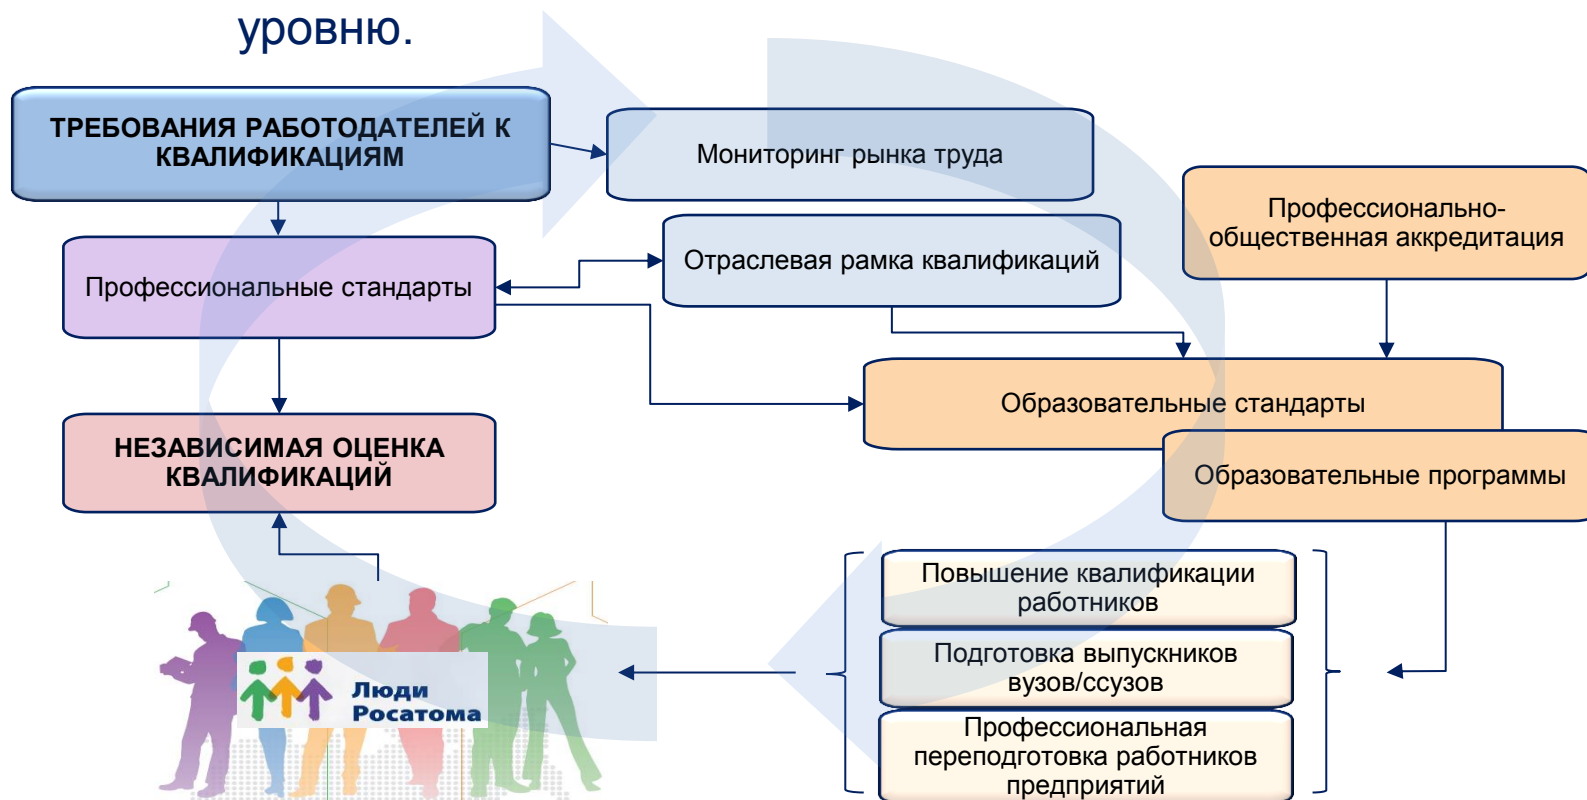 уровню.
ТРЕБОВАНИЯ РАБОТОДАТЕЛЕЙ К
КВАЛИФИКАЦИЯМ
Мониторинг рынка труда
Профессионально-
общественная аккредитация
Профессиональные стандарты
Отраслевая рамка квалификаций
Образовательные стандарты
НЕЗАВИСИМАЯ ОЦЕНКА
КВАЛИФИКАЦИЙ
Образовательные программы
Повышение квалификации
работников
Подготовка выпускников
вузов/ссузов
Профессиональная
переподготовка работников
предприятий
Люди
Росатома